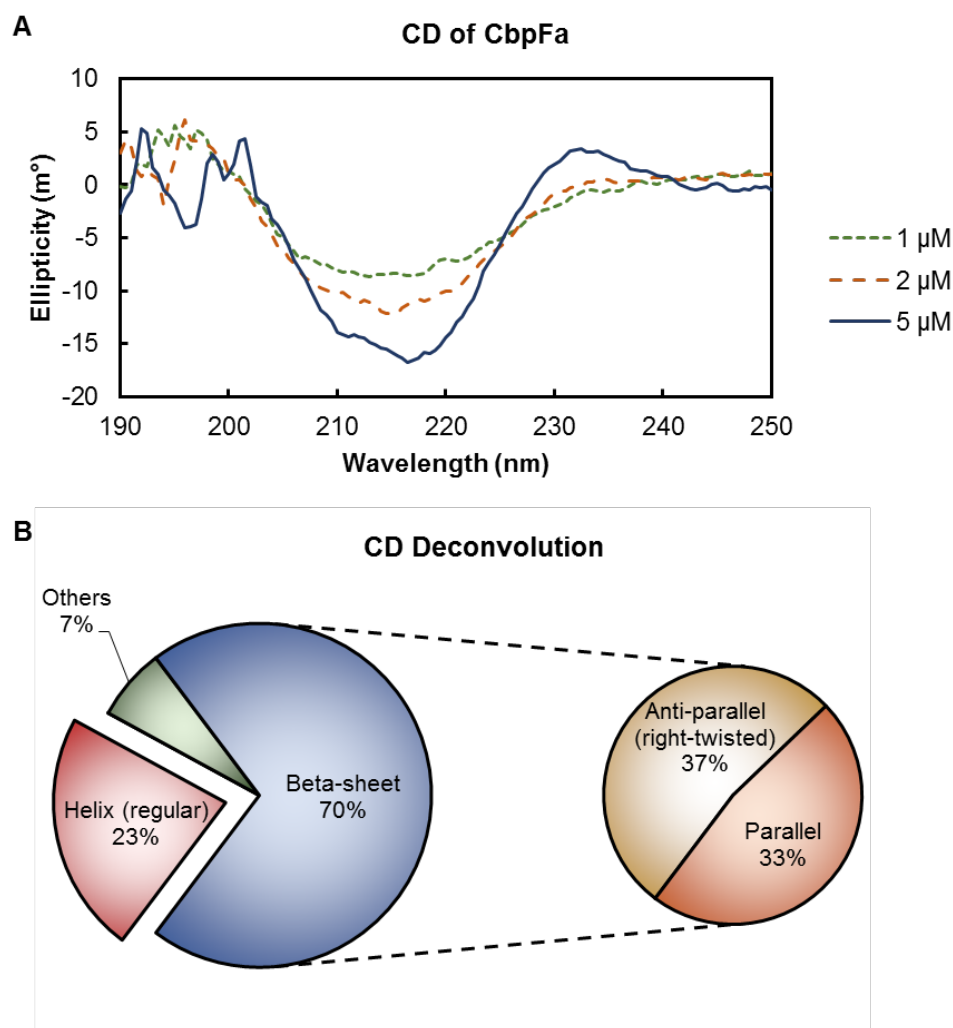 A
CD of CbpFa
10
5
0
-5
-10
-15
-20
Ellipticity (m°)
190
200
210
220
230
240
250
Wavelength (nm)
1 µM
2 µM
5 µM
B
CD Deconvolution
Others
7%
Helix (regular)
23%
Beta-sheet
70%
Anti-parallel
(right-twisted)
37%
Parallel
33%